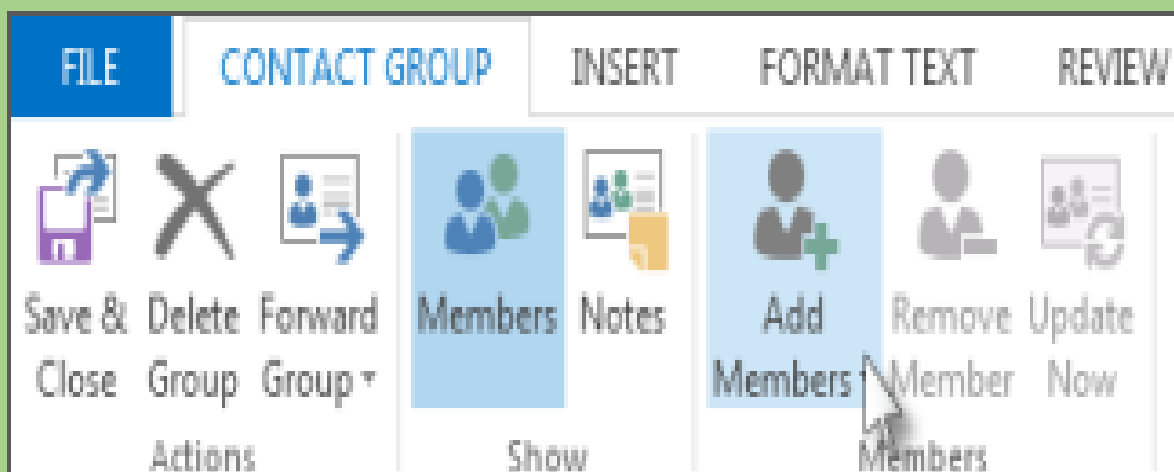 FILE CONTACT GROUP INSERT FORMAT TEXT REVIEW
Save & Delete Forward Members Notes Add Remove Update
Close Group Group Members Member Now
Actions Show Members